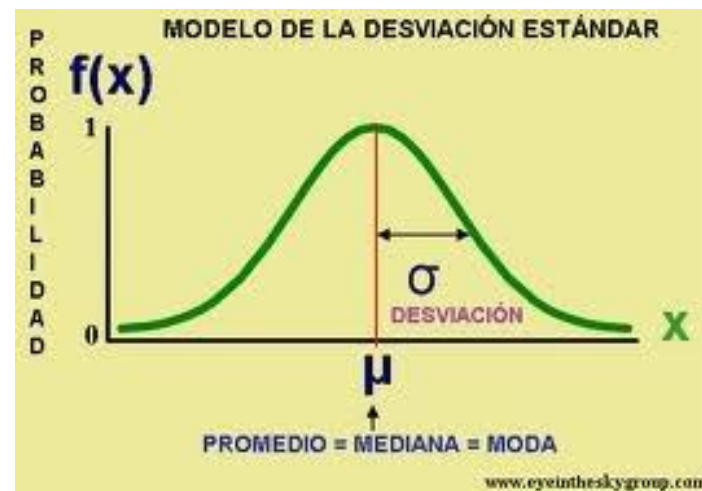 MODELO DE LA DESVIACIÓN ESTÁNDAR
PROBABILIDAD
f(x)
1
σ
DESVIACIÓN
0
X
μ
PROMEDIO = MEDIANA = MODA
www.eyeintheskygroup.com